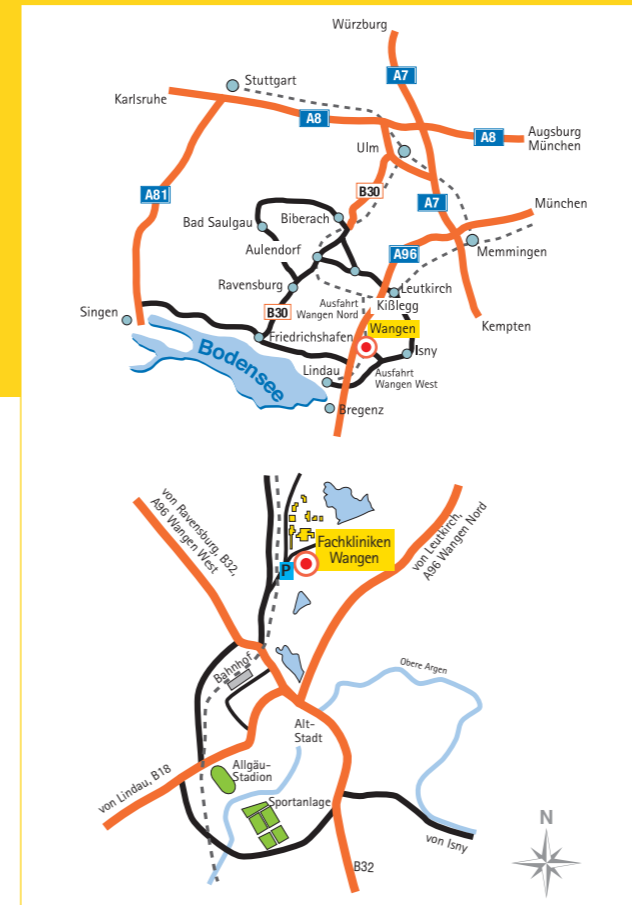 Würzburg
A7
Stuttgart
Karlsruhe
A8
A8
Augsburg
München
Ulm
A81
B30
A7
München
Bad Saulgau
Biberach
Aulendorf
A96
Memmingen
Ravensburg
Leutkirch
Ausfahrt
Wangen Nord
Kißlegg
Singen
B30
Wangen
Kempten
Friedrichshafen
Isny
Bodensee
Lindau
Ausfahrt
Wangen West
Bregenz
von Ravensburg, B32,
A96 Wangen West
Fachkliniken
Wangen
von Leutkirch,
A96 Wangen Nord
P
Bahnhof
Obere Argen
Alt-
Stadt
Allgäu-
Stadion
von Lindau, B18
Sportanlage
N
von Isny
B32